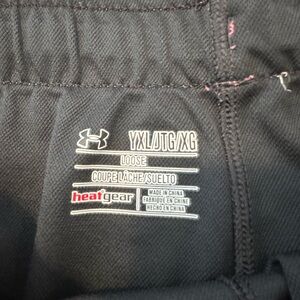 YXL/JTG/XG
LOOSE
COUPE LÂCHE/SUELTO
heatgear
MADE IN CHINA
FABRIQUÉ EN CHINE
HECHO EN CHINA